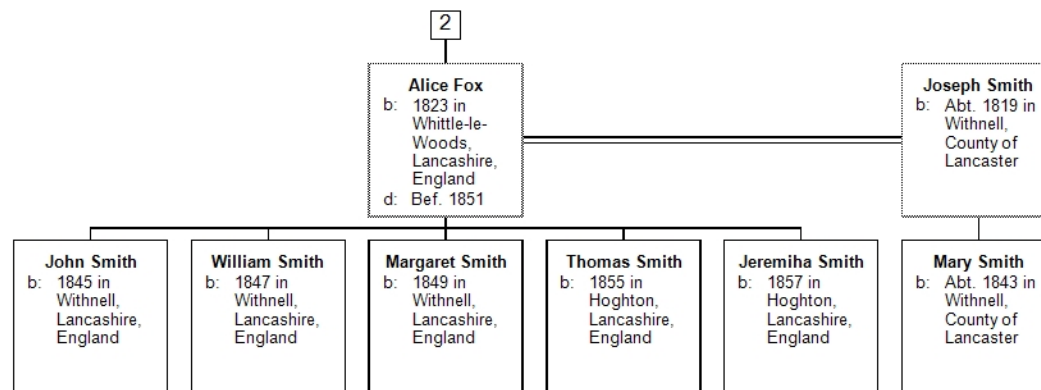 2
Alice Fox
b: 1823 in
Whittle-le-
Woods,
Lancashire,
England
d: Bef. 1851
Joseph Smith
b: Abt. 1819 in
Withnell,
County of
Lancaster
John Smith
b: 1845 in
Withnell,
Lancashire,
England
William Smith
b: 1847 in
Withnell,
Lancashire,
England
Margaret Smith
b: 1849 in
Withnell,
Lancashire,
England
Thomas Smith
b: 1855 in
Hoghton,
Lancashire,
England
Jeremiha Smith
b: 1857 in
Hoghton,
Lancashire,
England
Mary Smith
b: Abt. 1843 in
Withnell,
County of
Lancaster